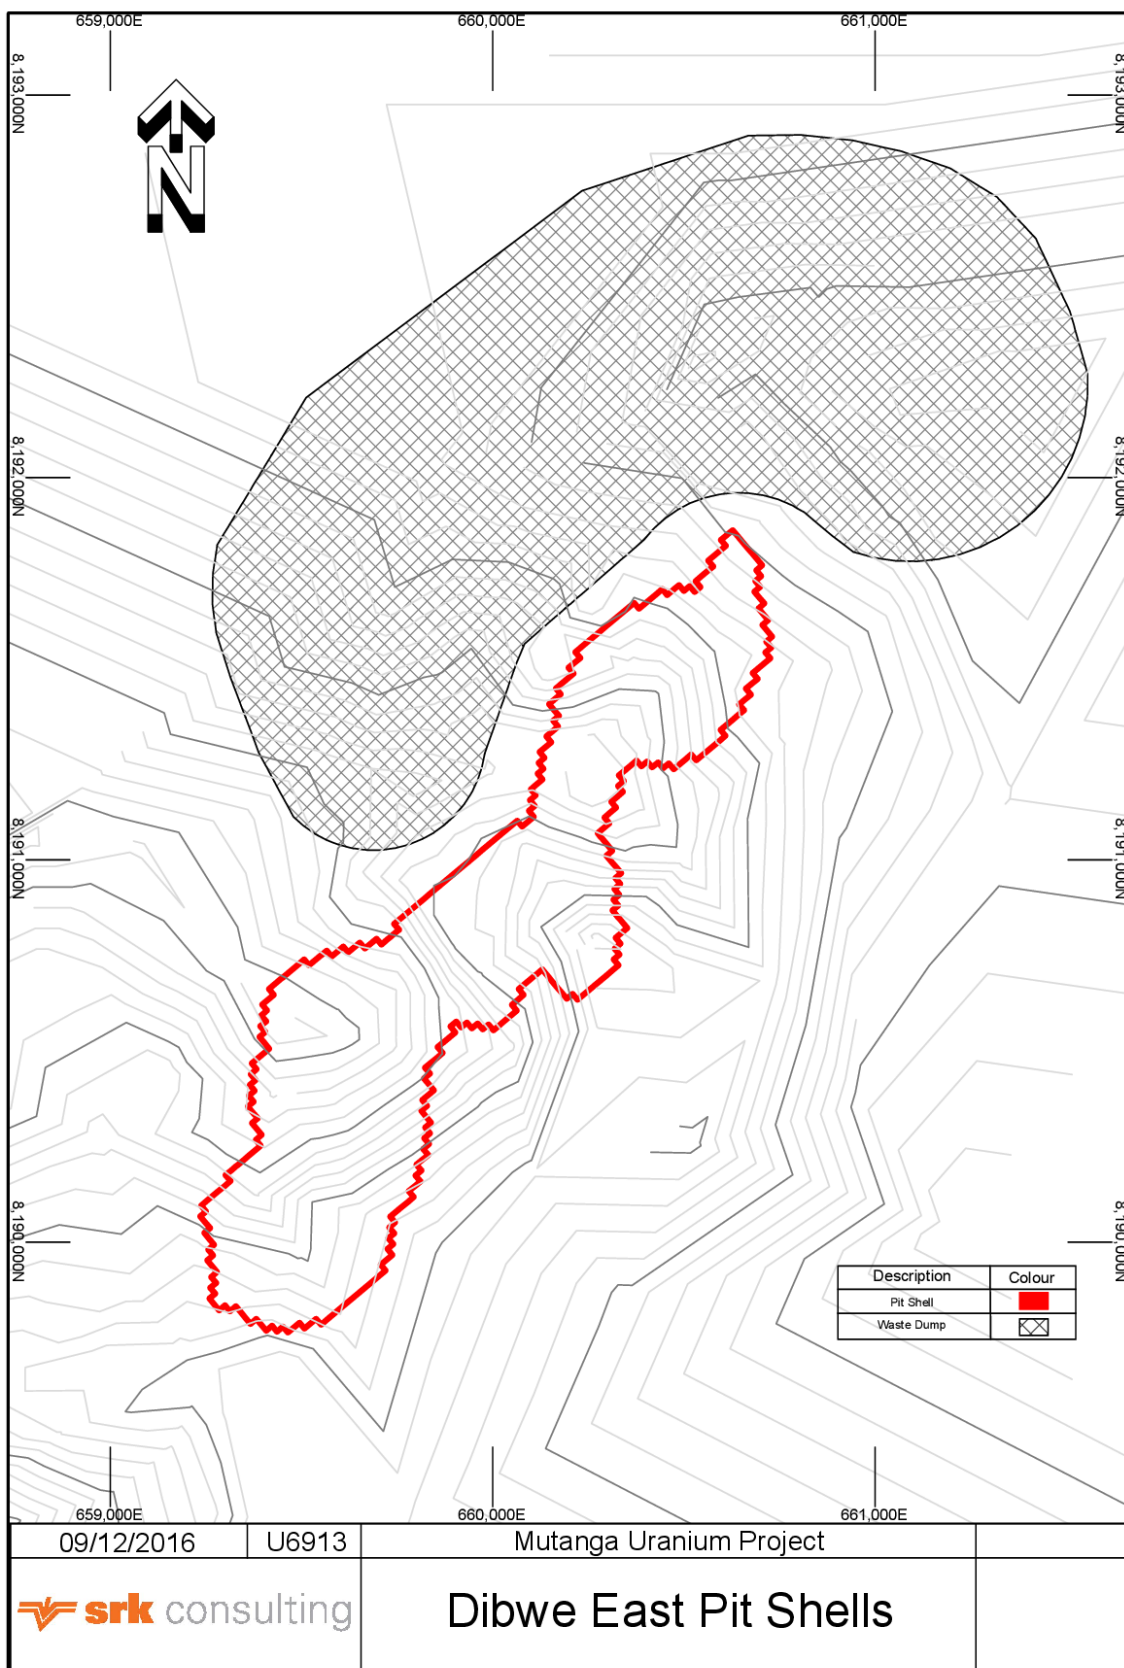 659,000E 660,000E 661,000E
8,193,000N 8,193,000N
N
8,192,000N 8,192,000N
8,191,000N 8,191,000N
8,190,000N 8,190,000N
Description Colour
Pit Shell
Waste Dump
659,000E 660,000E 661,000E
09/12/2016 U6913 Mutanga Uranium Project
srk consulting Dibwe East Pit Shells